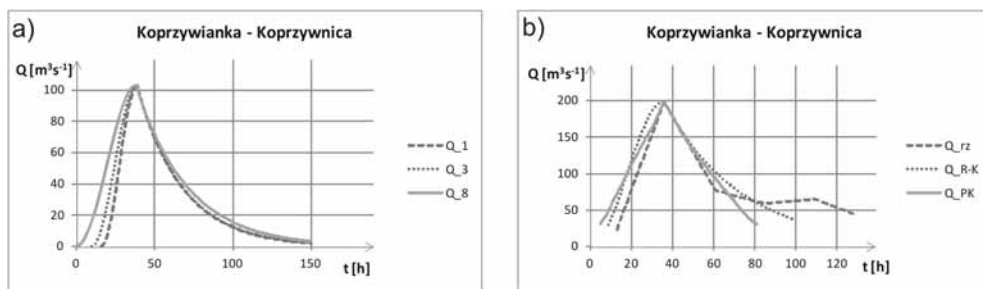 a)
Koprzywianka - Koprzywnica
Q [m³s⁻¹]
100
80
60
40
20
0
0
50
100
150
t [h]
Q_1
Q_3
Q_8
b)
Koprzywianka - Koprzywnica
Q [m³s⁻¹]
200
150
100
50
0
0
20
40
60
80
100
120
t [h]
Q_rz
Q_R-K
Q_PK